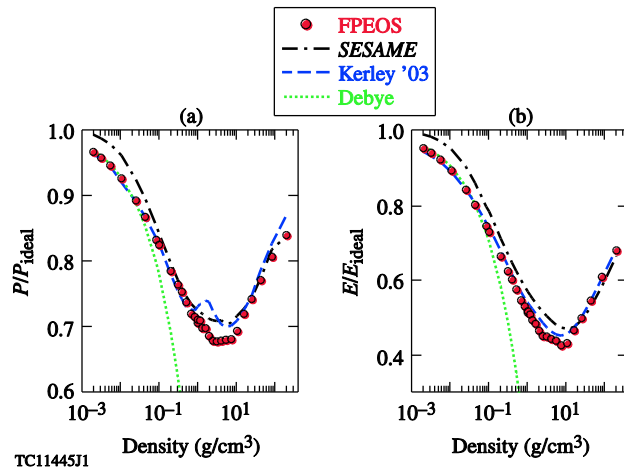 FPEOS
SESAME
Kerley ’03
Debye
(a)
(b)
1.0
0.9
0.8
0.7
0.6
P/Pideal
10–3
10–1
101
103
Density (g/cm3)
1.0
0.8
0.6
0.4
E/Eideal
10–3
10–1
101
103
Density (g/cm3)
TC11445J1